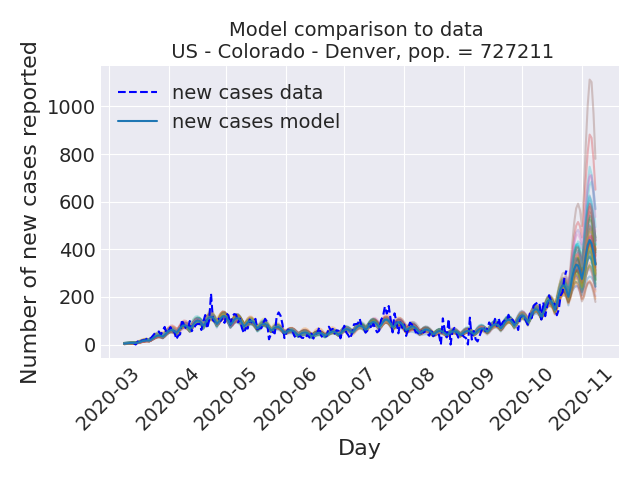 Model comparison to data
US - Colorado - Denver, pop. = 727211
Number of new cases reported
new cases data
new cases model
1000
800
600
400
200
0
2020-03
2020-04
2020-05
2020-06
2020-07
2020-08
2020-09
2020-10
2020-11
Day